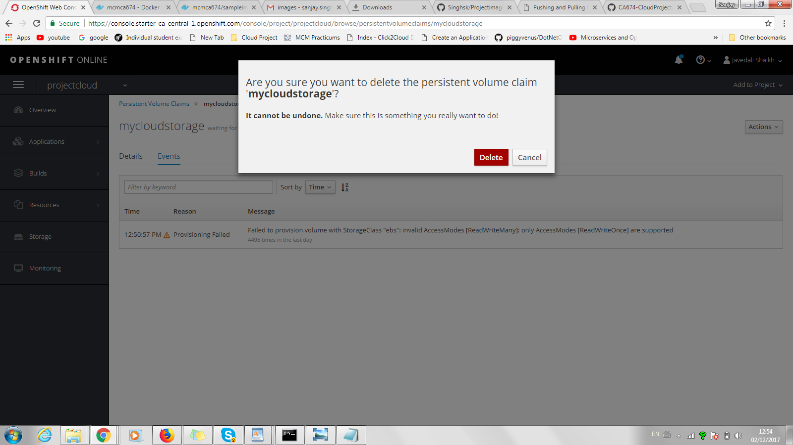 OpenShift Web Cons
mcmca674 - Docker
mcmca674/sample
images - sanjay.sing
Downloads
Singhss/Projectimag
Pushing and Pulling
CA674-CloudProject
Sanjay
Secure https://console.starter-ca-central-1.openshift.com/console/project/projectcloud/browse/persistentvolumeclaims/mycloudstorage
Apps youtube google Individual student ex New Tab Cloud Project MCM Practicums Index - Click2Cloud Create an Application piggyvenus/DotNet Microservices and » Other bookmarks
OPENSHIFT ONLINE
Javedali Shaikh
projectcloud
Add to Project
Are you sure you want to delete the persistent volume claim
'mycloudstorage'?
It cannot be undone. Make sure this is something you really want to do!
Delete Cancel
Overview
Applications
Builds
Resources
Storage
Monitoring
Persistent Volume Claims
mycloudstorage waiting for
Actions
Details Events
Filter by keyword Sort by Time
Time Reason Message
12:50:57 PM Provisioning Failed Failed to provision volume with StorageClass "ebs": invalid AccessModes [ReadWriteMany]: only AccessModes [ReadWriteOnce] are supported
times in the last day
EN
12:54
02/12/2017